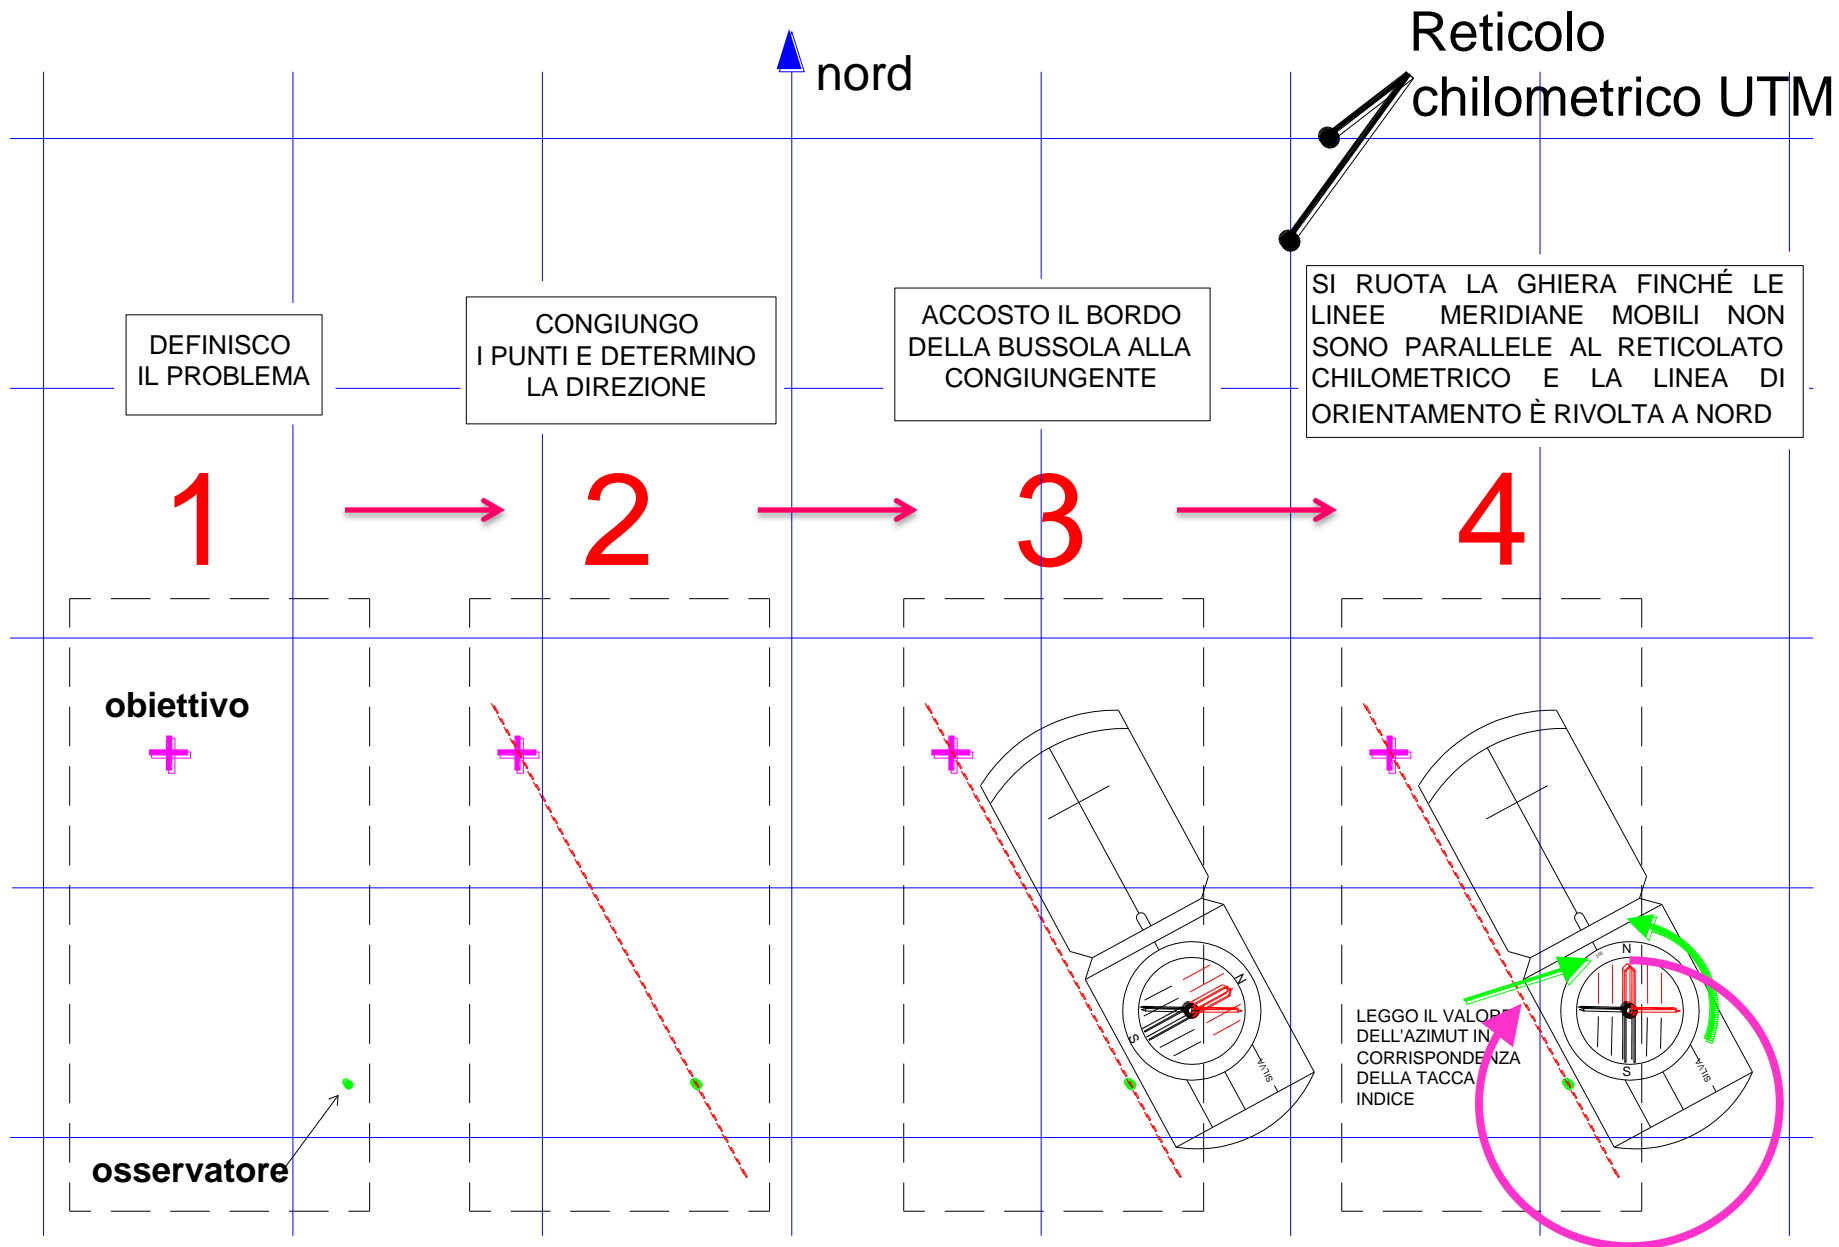 Reticolo
chilometrico UTM
nord
DEFINISCO
IL PROBLEMA
CONGIUNGO
I PUNTI E DETERMINO
LA DIREZIONE
ACCOSTO IL BORDO
DELLA BUSSOLA ALLA
CONGIUNGENTE
SI RUOTA LA GHIERA FINCHÉ LE
LINEE MERIDIANE MOBILI NON
SONO PARALLELE AL RETICOLATO
CHILOMETRICO E LA LINEA DI
ORIENTAMENTO È RIVOLTA A NORD
1
2
3
4
obiettivo
osservatore
N
S
SILVA
LEGGO IL VALORE
DELL'AZIMUT IN
CORRISPONDENZA
DELLA TACCA
INDICE
N
S
SILVA